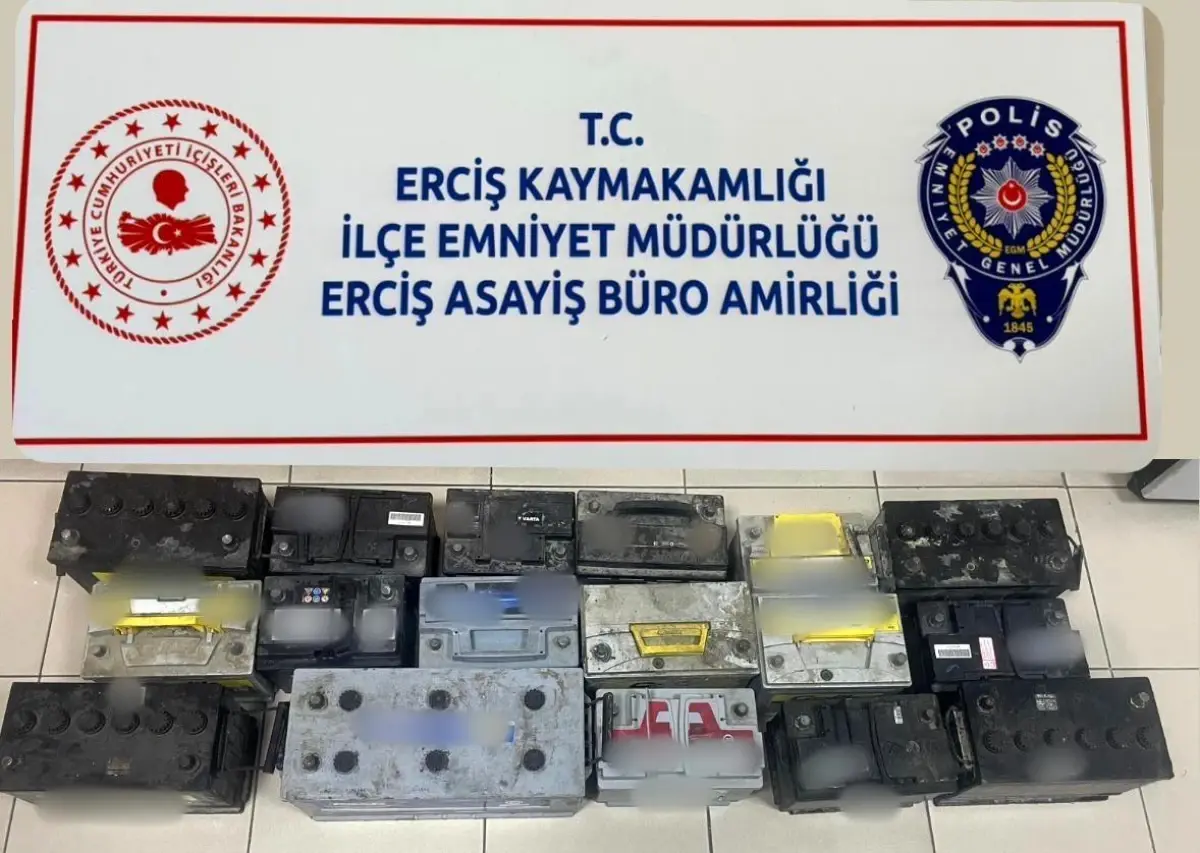 T.C.
ERCİŞ KAYMAKAMLIĞI
İLÇE EMNİYET MÜDÜRLÜĞÜ
ERCİŞ ASAYİŞ BÜRO AMİRLİĞİ
TÜRKİYE CUMHURİYETİ İÇİŞLERİ BAKANLIĞI
POLİS
EMNİYET GENEL MÜDÜRLÜĞÜ
EGM
1845
VARTA